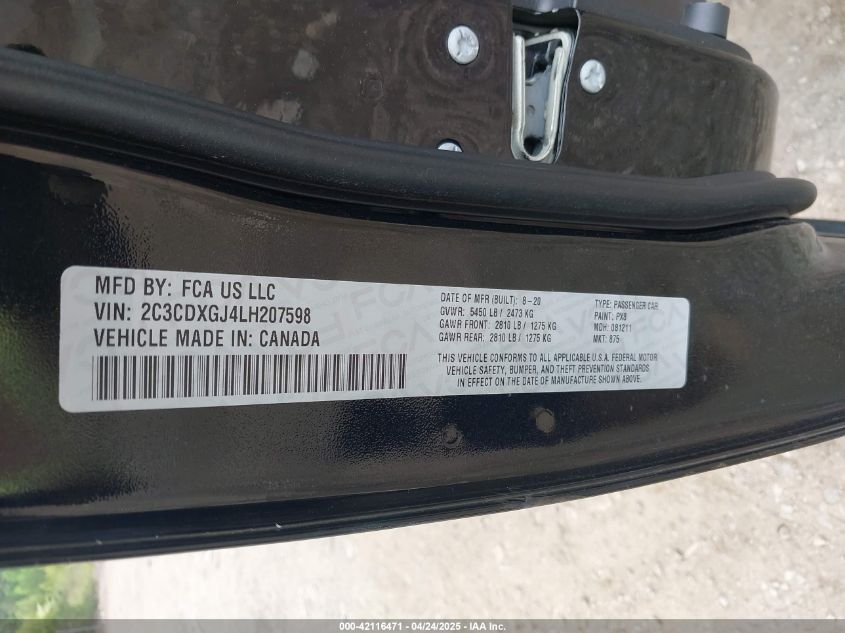 MFD BY: FCA US LLC
VIN: 2C3CDXGJ4LH207598
VEHICLE MADE IN: CANADA
DATE OF MFR (BUILT): 8-20
GVWR: 5450 LB / 2473 KG
GAWR FRONT: 2810 LB / 1275 KG
GAWR REAR: 2810 LB / 1275 KG
TYPE: PASSENGER CAR
PAINT: PX8
MDH: 081211
MKT: 875
THIS VEHICLE CONFORMS TO ALL APPLICABLE U.S.A. FEDERAL MOTOR
VEHICLE SAFETY, BUMPER, AND THEFT PREVENTION STANDARDS
IN EFFECT ON THE DATE OF MANUFACTURE SHOWN ABOVE.
000-42116471 - 04/24/2025 - © IAA Inc.